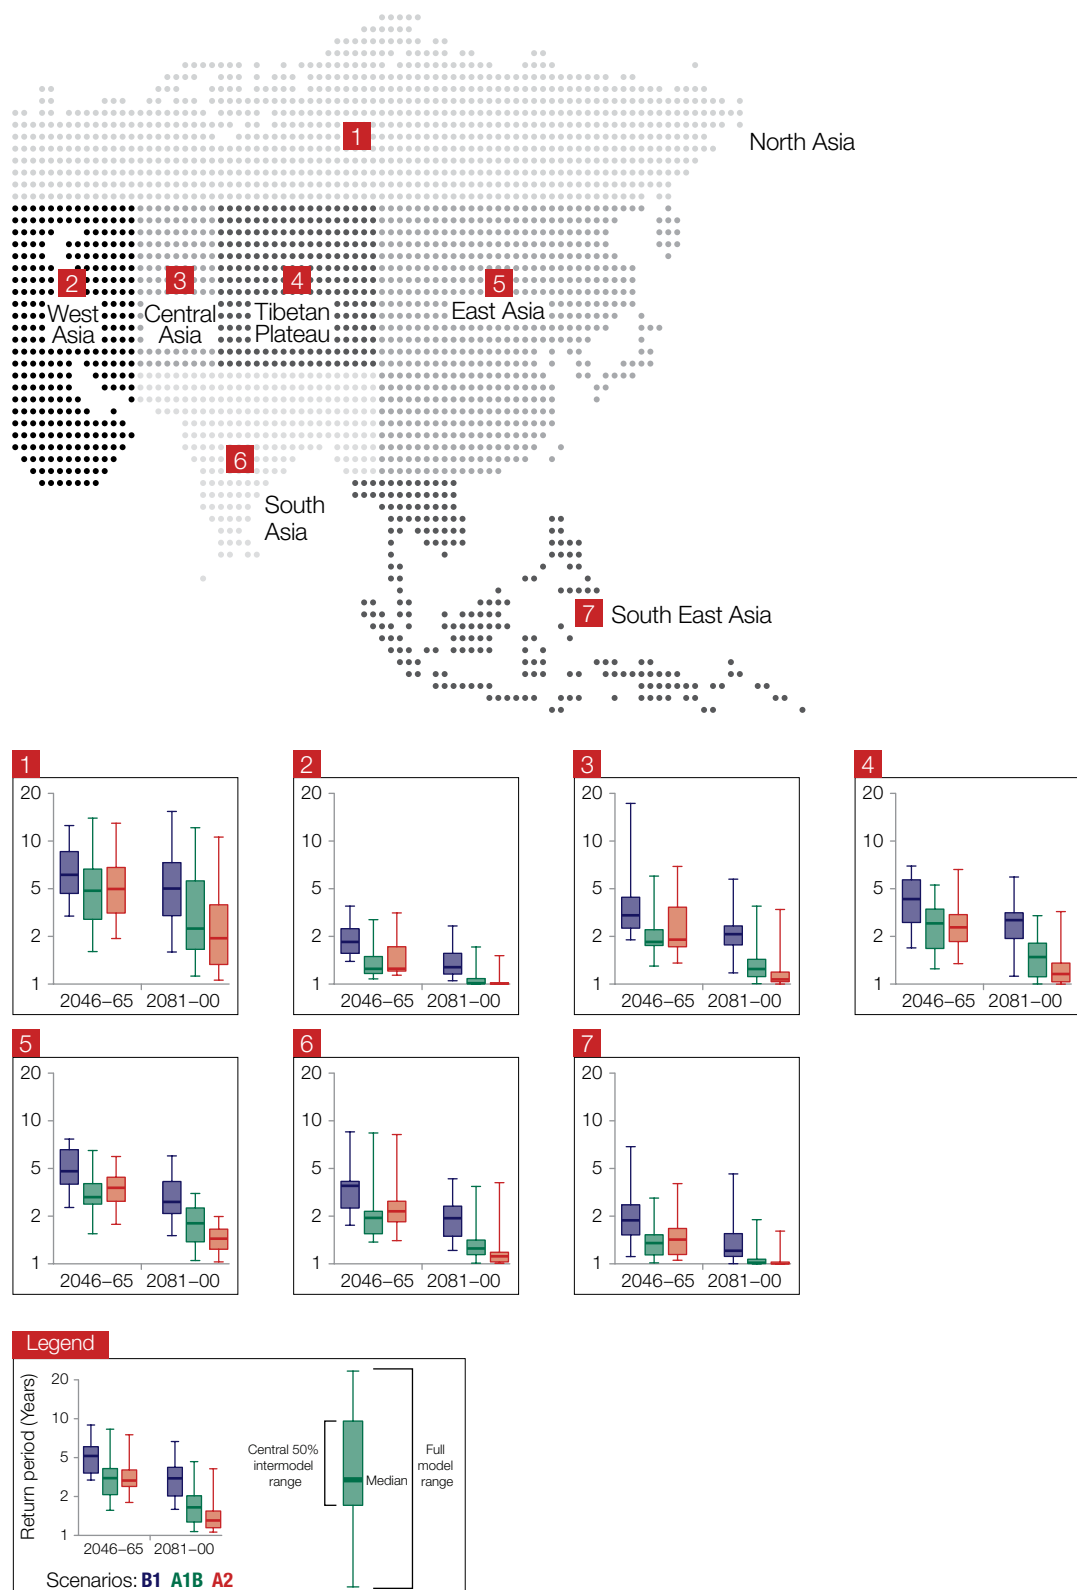 1
North Asia
2
3
4
5
West
Asia
Central
Asia
Tibetan
Plateau
East Asia
6
South
Asia
7
South East Asia
1
20
10
5
2
1
2046–65 2081–00
2
20
10
5
2
1
2046–65 2081–00
3
20
10
5
2
1
2046–65 2081–00
4
20
10
5
2
1
2046–65 2081–00
5
20
10
5
2
1
2046–65 2081–00
6
20
10
5
2
1
2046–65 2081–00
7
20
10
5
2
1
2046–65 2081–00
Legend
Return period (Years)
20
10
5
2
1
2046–65 2081–00
Scenarios: B1 A1B A2
Central 50%
intermodel
range
Median
Full
model
range